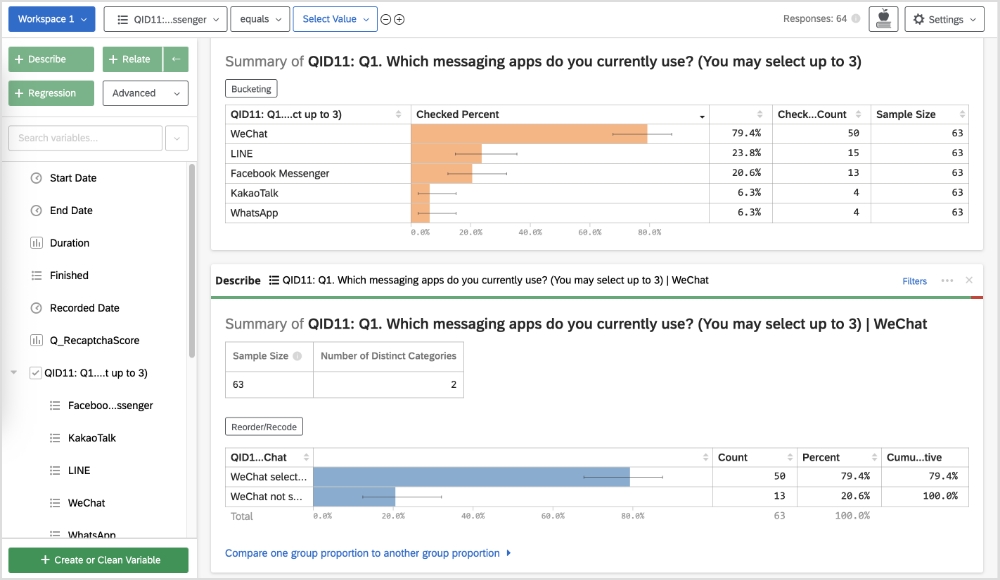 Workspace 1
QID11:...ssenger
equals
Select Value
Responses: 64
Settings
+ Describe
+ Relate
←
+ Regression
Advanced
Search variables...
Start Date
End Date
Duration
Finished
Recorded Date
Q_RecaptchaScore
QID11: Q1....t up to 3)
Faceboo...ssenger
KakaoTalk
LINE
WeChat
WhatsApp
+ Create or Clean Variable
Summary of QID11: Q1. Which messaging apps do you currently use? (You may select up to 3)
Bucketing
QID11: Q1....ct up to 3) Checked Percent Check...Count Sample Size
WeChat 79.4% 50 63
LINE 23.8% 15 63
Facebook Messenger 20.6% 13 63
KakaoTalk 6.3% 4 63
WhatsApp 6.3% 4 63
0.0% 20.0% 40.0% 60.0% 80.0%
Describe QID11: Q1. Which messaging apps do you currently use? (You may select up to 3) | WeChat Filters
Summary of QID11: Q1. Which messaging apps do you currently use? (You may select up to 3) | WeChat
Sample Size Number of Distinct Categories
63 2
Reorder/Recode
QID1...Chat Count Percent Cumu...tive
WeChat select... 50 79.4% 79.4%
WeChat not s... 13 20.6% 100.0%
Total 0.0% 20.0% 40.0% 60.0% 80.0% 63 100.0%
Compare one group proportion to another group proportion